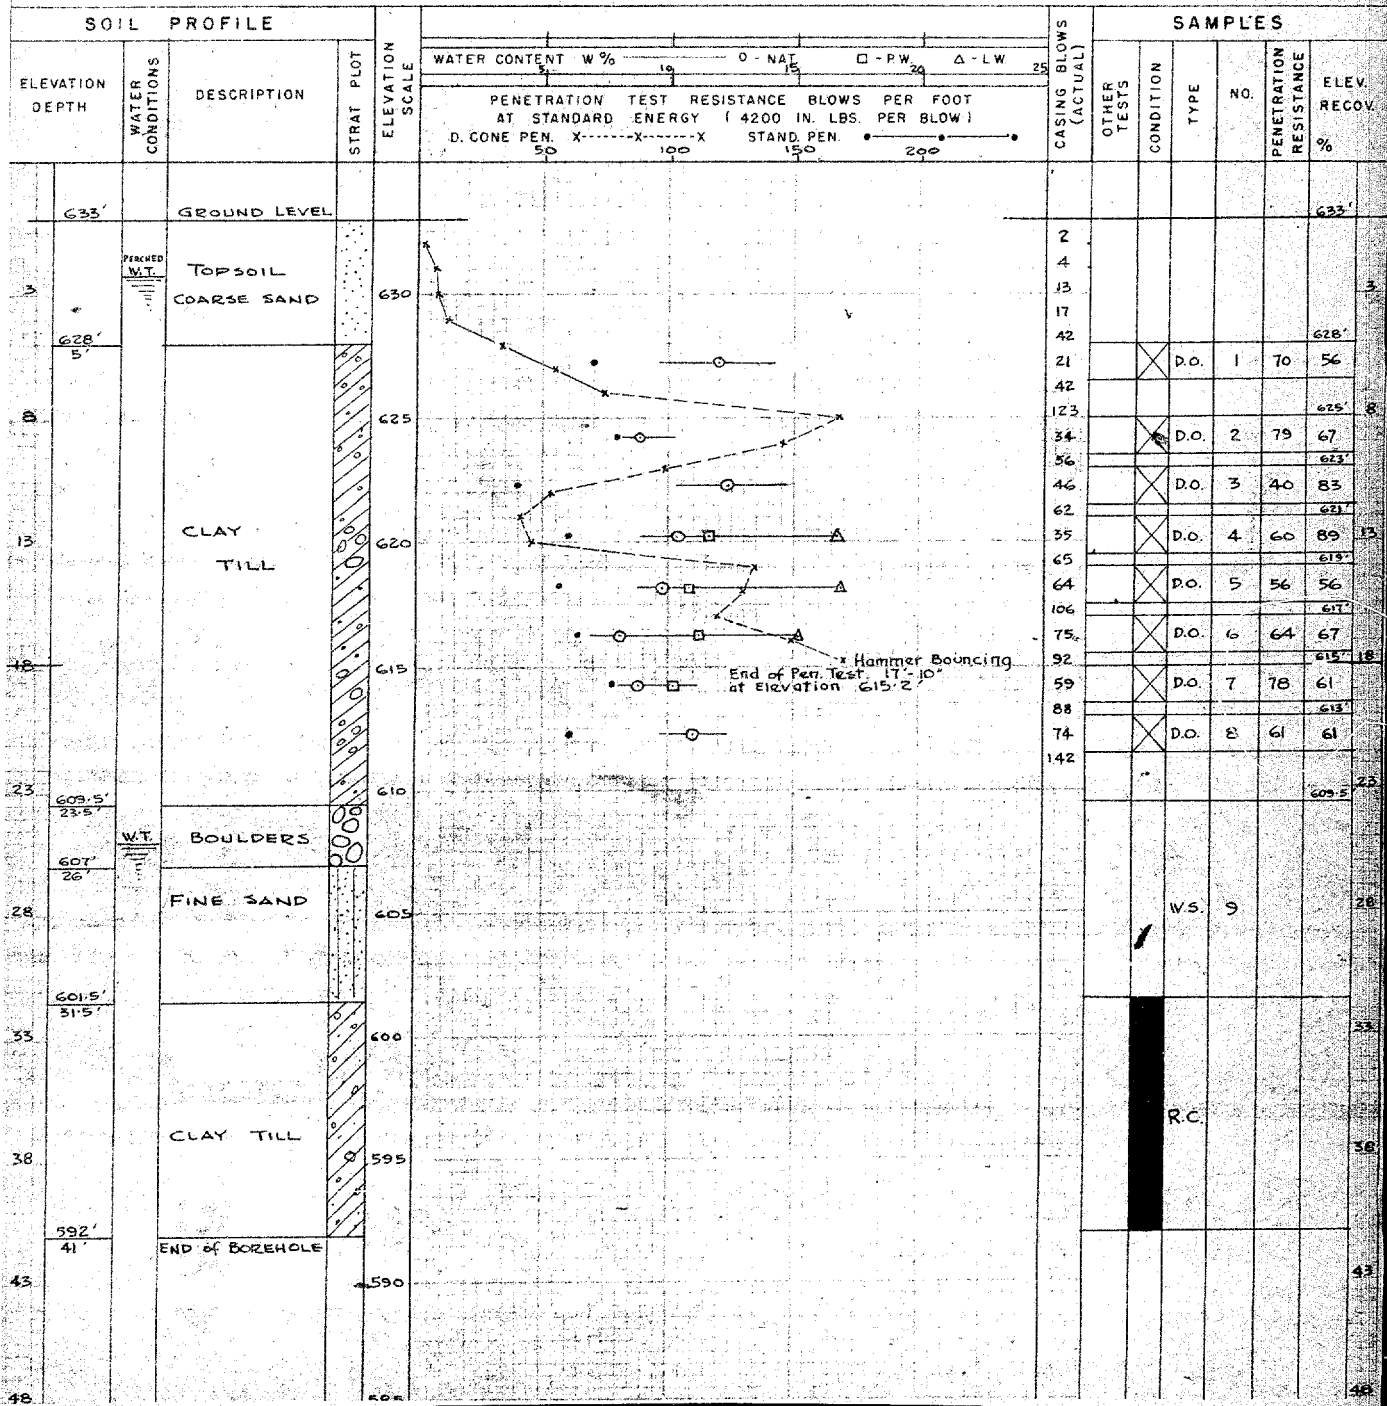 SOIL PROFILE
SAMPLES
ELEVATION DEPTH
WATER CONDITIONS
DESCRIPTION
STRAT PLOT
ELEVATION SCALE
WATER CONTENT W % O - NAT. □ - P.W. Δ - L.W.
5 10 15 20 25
PENETRATION TEST RESISTANCE BLOWS PER FOOT
AT STANDARD ENERGY ( 4200 IN. LBS. PER BLOW )
D. CONE PEN. X-----X-----X STAND. PEN.
50 100 150 200
CASING BLOWS (ACTUAL)
OTHER TESTS
CONDITION
TYPE
NO.
PENETRATION RESISTANCE
ELEV. RECOV. %
633' GROUND LEVEL 633'
2
PERCHED
W.T. TOPSOIL 4
3 COARSE SAND 630 13 3
17
628' 42 628'
5'
21 D.O. 1 70 56
42
8 625 123 625' 8
34 D.O. 2 79 67
56 623'
46 D.O. 3 40 83
62 621'
CLAY
13 620 35 D.O. 4 60 89 13
TILL 65 619'
64 D.O. 5 56 56
106 617'
75 D.O. 6 64 67
18 615 Hammer Bouncing 92 615' 18
End of Pen. Test 17'-10"
at Elevation 615.2'
59 D.O. 7 78 61
88 613'
74 D.O. 8 61 61
142
23 610 23
609.5' 609.5
23.5'
W.T. BOULDERS
607'
26'
FINE SAND
28 605 W.S. 9 28
601.5'
31.5'
33 600 33
R.C.
CLAY TILL
38 595 38
592'
41' END of BOREHOLE
43 590 43
48 585 48